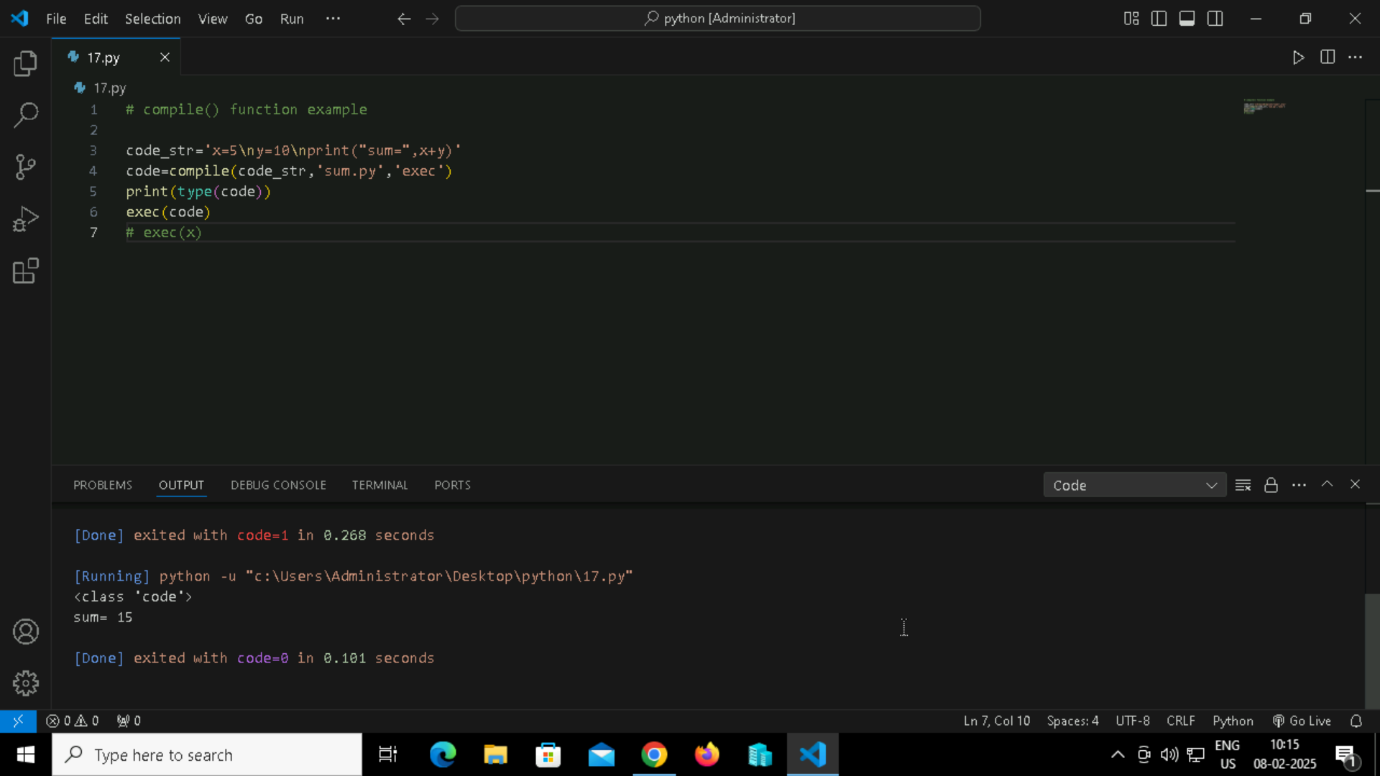 File Edit Selection View Go Run ··· python [Administrator]
17.py
17.py
1 # compile() function example
2
3 code_str='x=5\ny=10\nprint("sum=",x+y)'
4 code=compile(code_str,'sum.py','exec')
5 print(type(code))
6 exec(code)
7 # exec(x)
PROBLEMS OUTPUT DEBUG CONSOLE TERMINAL PORTS Code
[Done] exited with code=1 in 0.268 seconds
[Running] python -u "c:\Users\Administrator\Desktop\python\17.py"
<class 'code'>
sum= 15
[Done] exited with code=0 in 0.101 seconds
0 0 0 Ln 7, Col 10 Spaces: 4 UTF-8 CRLF Python Go Live
Type here to search ENG US 10:15 08-02-2025 1